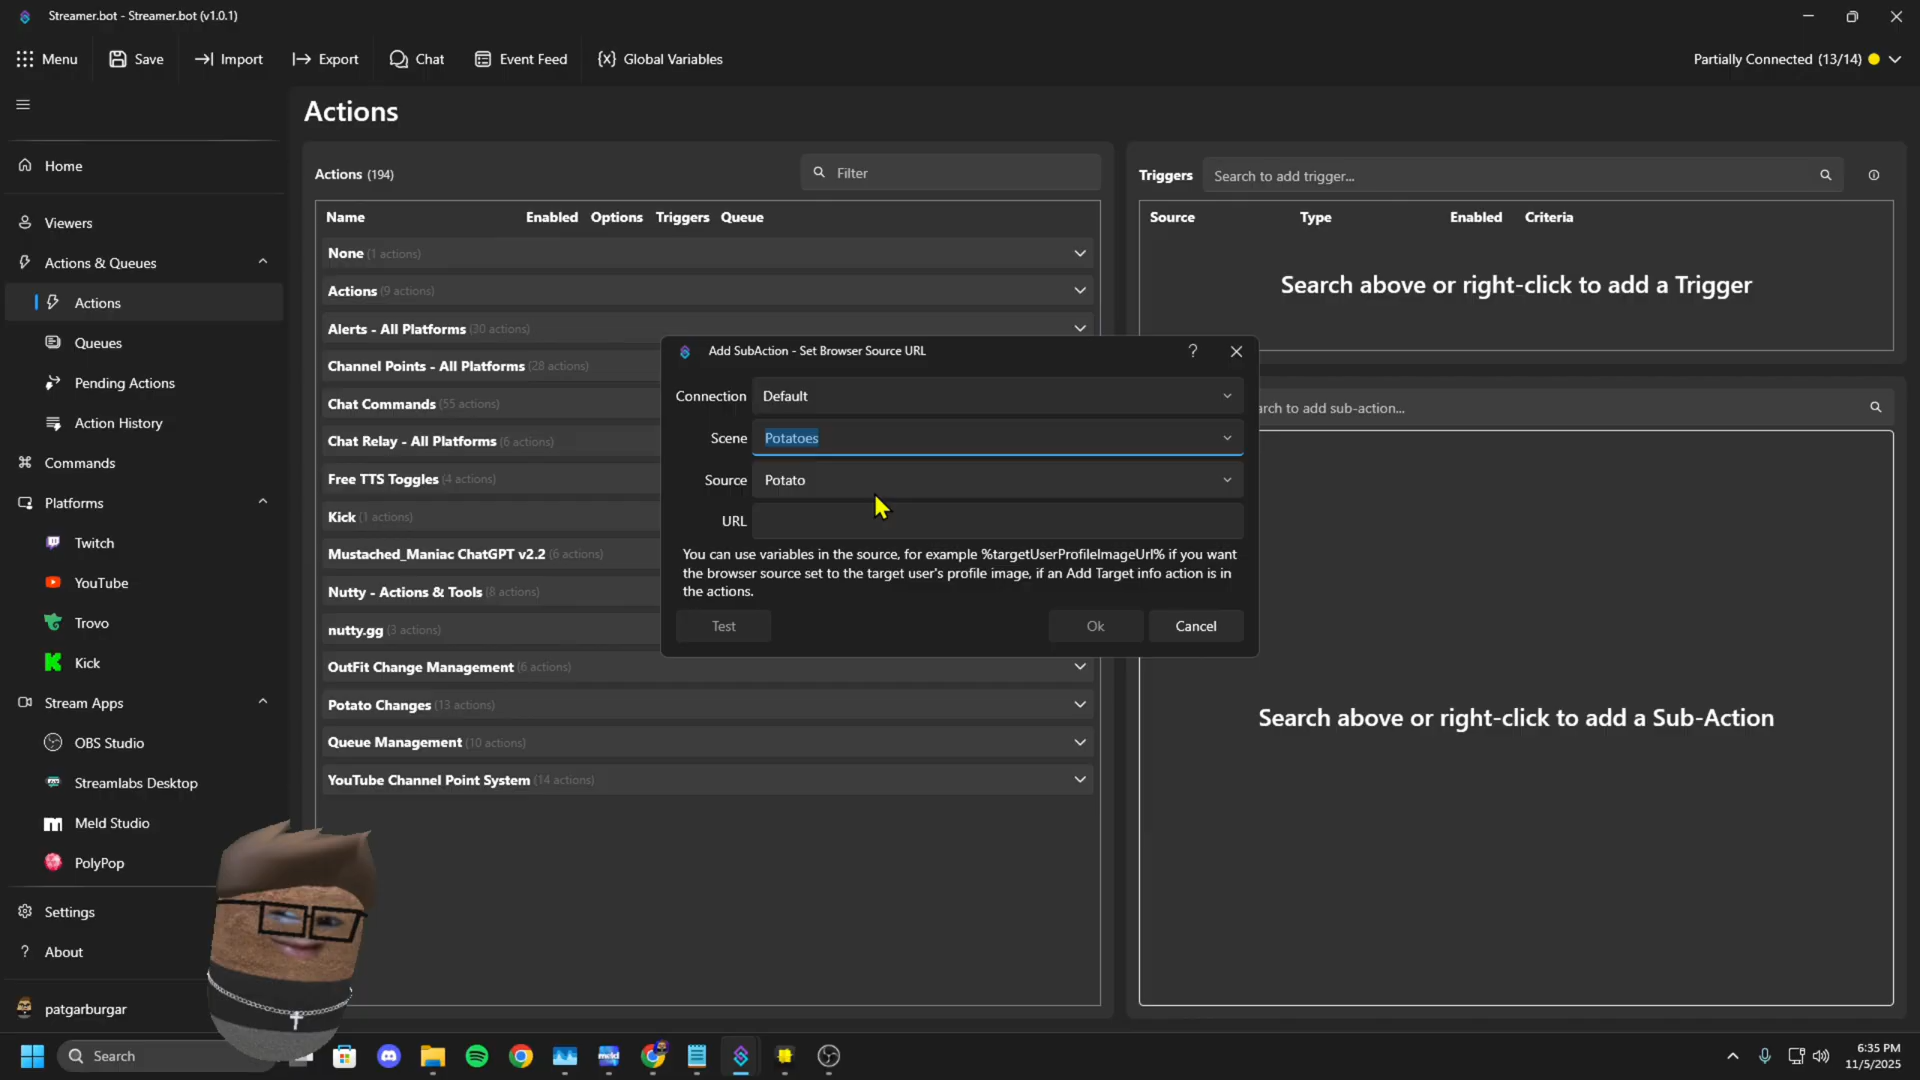 Streamer.bot - Streamer.bot (v1.0.1)
Menu
Save
Import
Export
Chat
Event Feed
{x} Global Variables
Partially Connected (13/14)
Home
Viewers
Actions & Queues
Actions
Queues
Pending Actions
Action History
Commands
Platforms
Twitch
YouTube
Trovo
Kick
Stream Apps
OBS Studio
Streamlabs Desktop
Meld Studio
PolyPop
Settings
? About
patgarburgar
Actions
Actions (194)
Filter
Name Enabled Options Triggers Queue
None (1 actions)
Actions (9 actions)
Alerts - All Platforms (30 actions)
Channel Points - All Platforms (28 actions)
Chat Commands (55 actions)
Chat Relay - All Platforms (6 actions)
Free TTS Toggles (4 actions)
Kick (1 actions)
Mustached_Maniac ChatGPT v2.2 (6 actions)
Nutty - Actions & Tools (8 actions)
nutty.gg (3 actions)
OutFit Change Management (6 actions)
Potato Changes (13 actions)
Queue Management (10 actions)
YouTube Channel Point System (14 actions)
Add SubAction - Set Browser Source URL
?
Connection Default
Scene Potatoes
Source Potato
URL
You can use variables in the source, for example %targetUserProfileImageUrl% if you want
the browser source set to the target user's profile image, if an Add Target info action is in
the actions.
Test
Ok
Cancel
Triggers
Search to add trigger...
Source Type Enabled Criteria
Search above or right-click to add a Trigger
rch to add sub-action...
Search above or right-click to add a Sub-Action
Search
meld
6:35 PM
11/5/2025